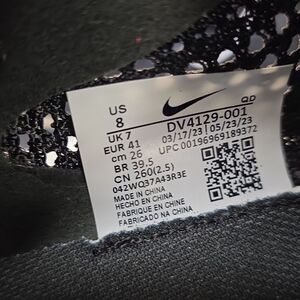 US
8
UK 7
EUR 41
cm 26
BR 39.5
CN 260(2.5)
042WQ37A43R3E
MADE IN CHINA
HECHO EN CHINA
FABRIQUE EN CHINE
FABRICADO NA CHINA
QD
DV4129-001
03/17/23 05/23/23
UPC 00196969189372